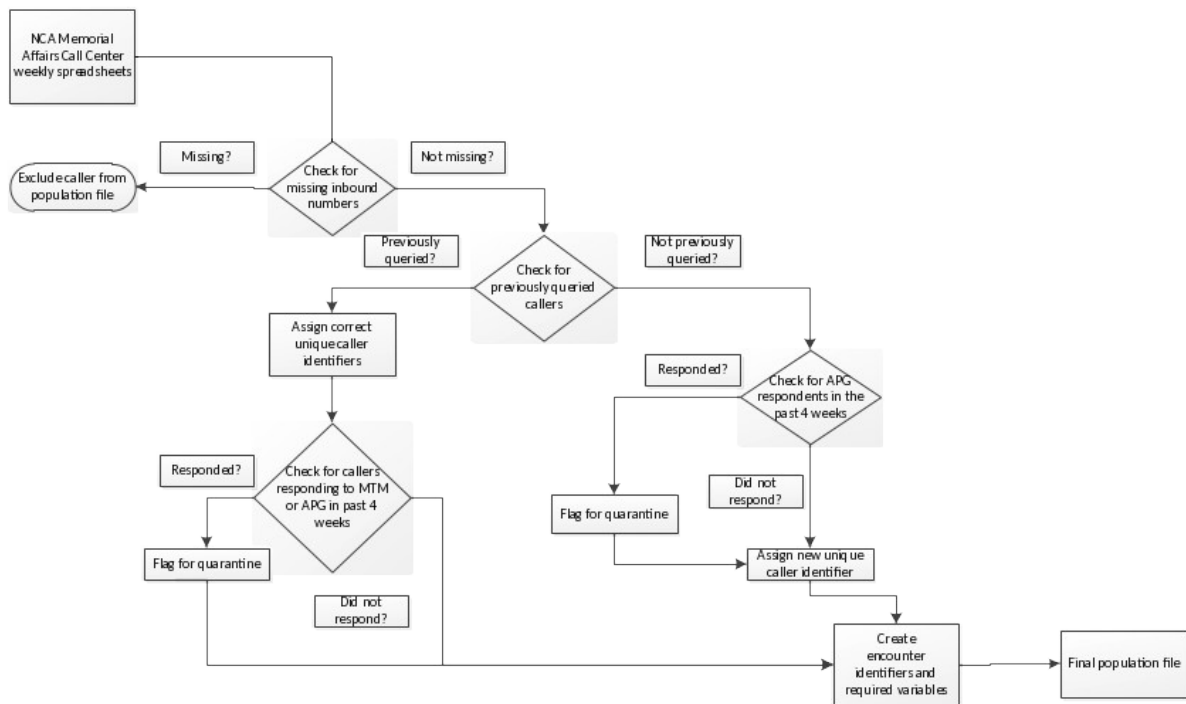 NCA Memorial
Affairs Call Center
weekly spreadsheets
Missing?
Not missing?
Exclude caller from
population file
Check for
missing inbound
numbers
Previously
queried?
Not previously
queried?
Check for
previously queried
callers
Assign correct
unique caller
identifiers
Responded?
Check for APG
respondents in the
past 4 weeks
Responded?
Check for callers
responding to MTM
or APG in past 4
weeks
Did not
respond?
Flag for quarantine
Flag for quarantine
Assign new unique
caller identifier
Did not
respond?
Create
encounter
identifiers and
required variables
Final population file